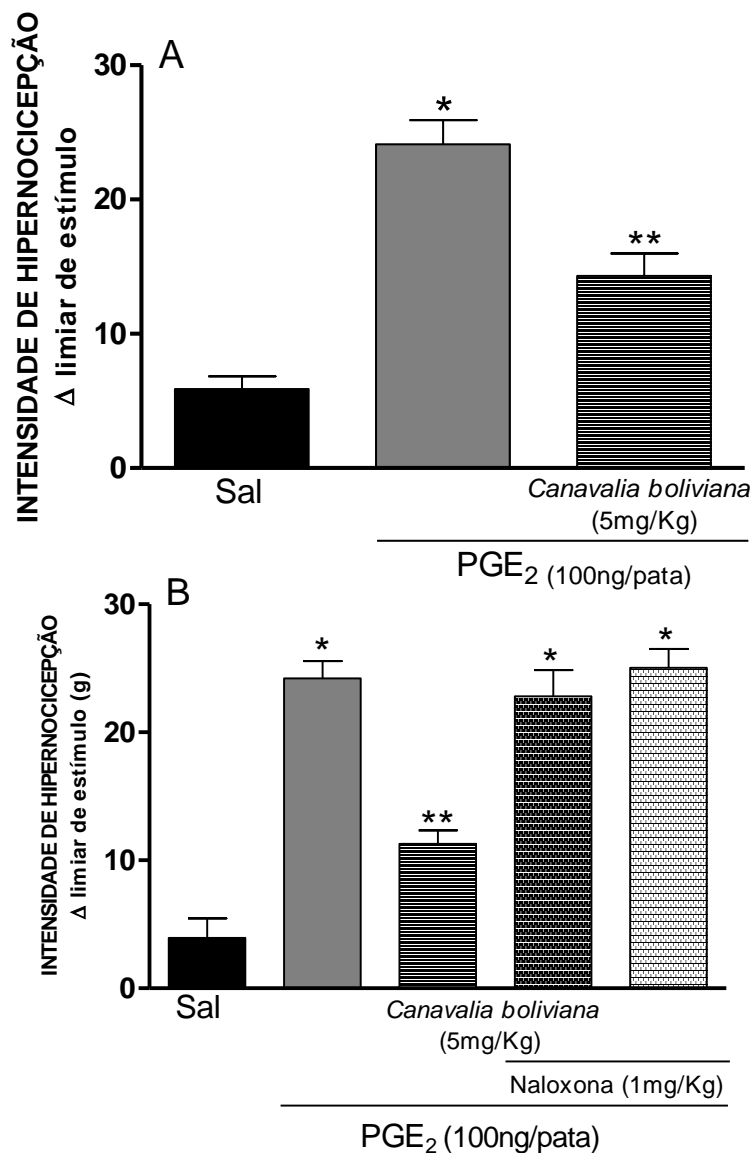 A
INTENSIDADE DE HIPERNOCICEPÇÃO
Δ limiar de estímulo
30
20
10
0
*
**
Sal
Canavalia boliviana
(5mg/Kg)
PGE₂ (100ng/pata)
B
INTENSIDADE DE HIPERNOCICEPÇÃO
Δ limiar de estímulo (g)
30
20
10
0
*
**
*
*
Sal
Canavalia boliviana
(5mg/Kg)
Naloxona (1mg/Kg)
PGE₂ (100ng/pata)